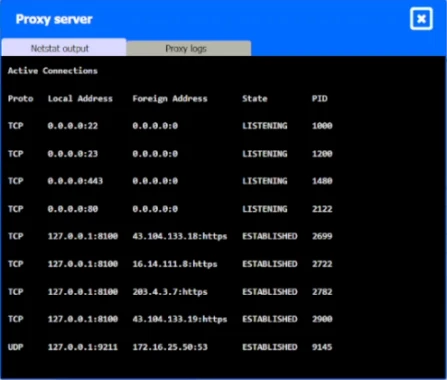 Proxy server
Netstat output Proxy logs
Active Connections
Proto Local Address Foreign Address State PID
TCP 0.0.0.0:22 0.0.0.0:0 LISTENING 1000
TCP 0.0.0.0:23 0.0.0.0:0 LISTENING 1200
TCP 0.0.0.0:443 0.0.0.0:0 LISTENING 1480
TCP 0.0.0.0:80 0.0.0.0:0 LISTENING 2122
TCP 127.0.0.1:8100 43.104.133.18:https ESTABLISHED 2699
TCP 127.0.0.1:8100 16.14.111.8:https ESTABLISHED 2722
TCP 127.0.0.1:8100 203.4.3.7:https ESTABLISHED 2782
TCP 127.0.0.1:8100 43.104.133.19:https ESTABLISHED 2900
UDP 127.0.0.1:9211 172.16.25.50:53 ESTABLISHED 9145